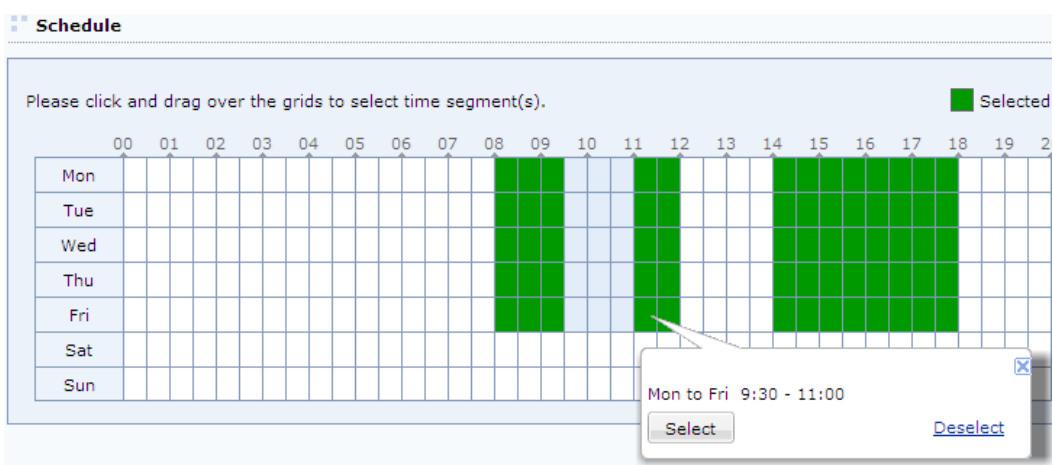 Schedule
Please click and drag over the grids to select time segment(s).
Selected
00 01 02 03 04 05 06 07 08 09 10 11 12 13 14 15 16 17 18 19 2
Mon
Tue
Wed
Thu
Fri
Sat
Sun
Mon to Fri 9:30 - 11:00
Select Deselect